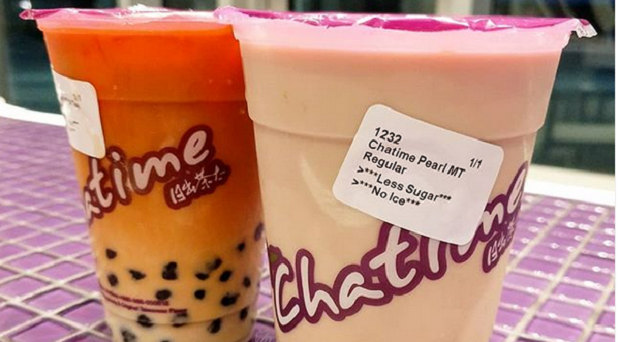 1232 1/1
Chatime Pearl MT
Regular
>***Less Sugar***
>***No Ice***
Chatime
日出茶太
atime
日出茶太